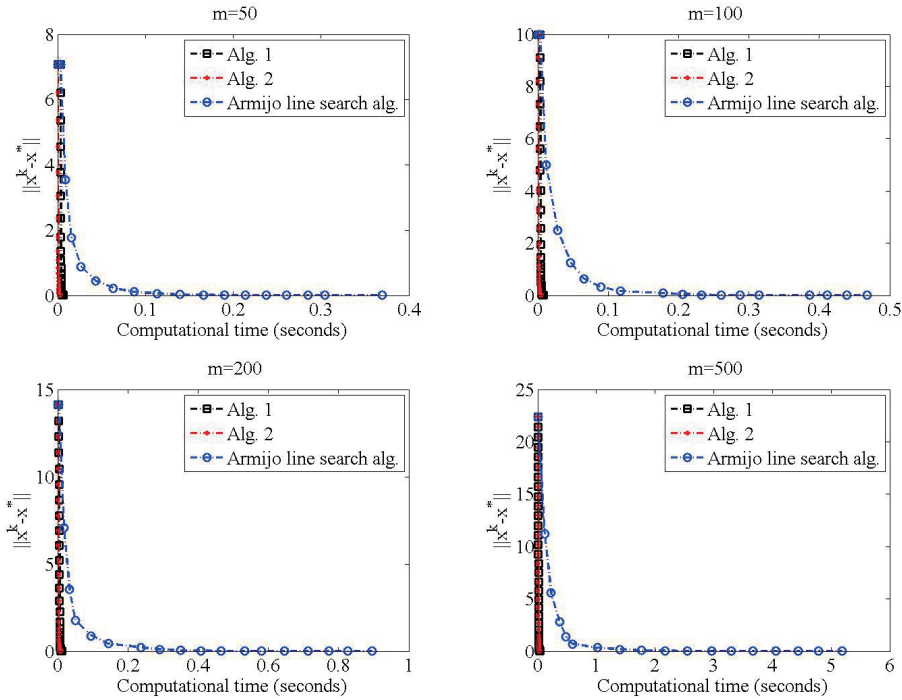 m=50
8
6
4
2
0
||x^k-x^*||
0
0.1
0.2
0.3
0.4
Computational time (seconds)
Alg. 1
Alg. 2
Armijo line search alg.
m=100
10
8
6
4
2
0
||x^k-x^*||
0
0.1
0.2
0.3
0.4
0.5
Computational time (seconds)
Alg. 1
Alg. 2
Armijo line search alg.
m=200
15
10
5
0
||x^k-x^*||
0
0.2
0.4
0.6
0.8
1
Computational time (seconds)
Alg. 1
Alg. 2
Armijo line search alg.
m=500
25
20
15
10
5
0
||x^k-x^*||
0
1
2
3
4
5
6
Computational time (seconds)
Alg. 1
Alg. 2
Armijo line search alg.